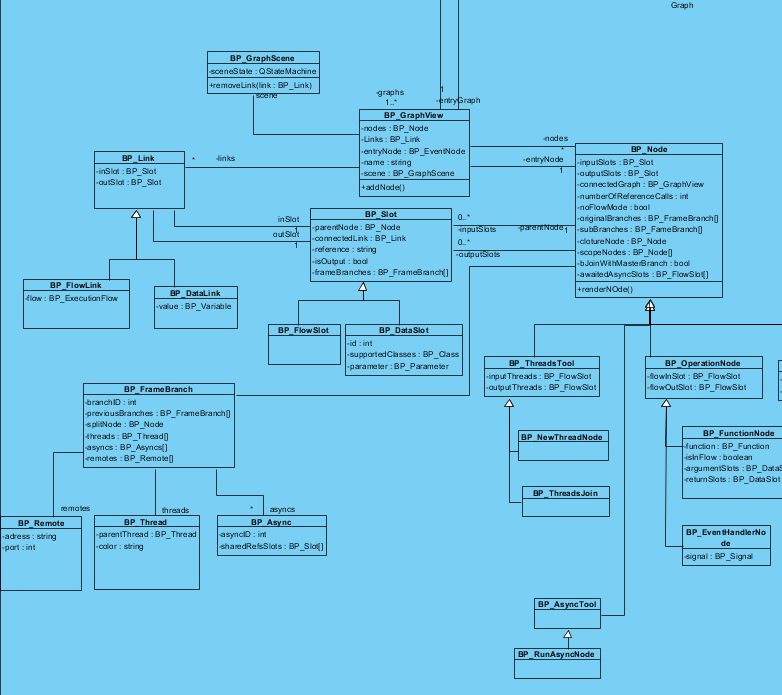 Graph
BP_GraphScene
-sceneState : QStateMachine
+removeLink(link : BP_Link)
scene
-graphs
1..*
1
-entryGraph
BP_GraphView
-nodes : BP_Node
-Links : BP_Link
-entryNode : BP_EventNode
-name : string
-scene : BP_GraphScene
+addNode()
-nodes
*
-entryNode
1
BP_Link
-inSlot : BP_Slot
-outSlot : BP_Slot
*
-links
BP_Node
-inputSlots : BP_Slot
-outputSlots : BP_Slot
-connectedGraph : BP_GraphView
-numberOfReferenceCalls : int
-noFlowMode : bool
-originalBranches : BP_FrameBranch[]
-subBranches : BP_FameBranch[]
-clotureNode : BP_Node
-scopeNodes : BP_Node[]
-bJoinWithMasterBranch : bool
-awaitedAsyncSlots : BP_FlowSlot[]
+renderNOde()
inSlot
1
outSlot
1
BP_Slot
-parentNode : BP_Node
-connectedLink : BP_Link
-reference : string
-isOutput : bool
-frameBranches : BP_FrameBranch[]
0..*
-inputSlots
-parentNode
1
0..*
-outputSlots
BP_FlowLink
-flow : BP_ExecutionFlow
BP_DataLink
-value : BP_Variable
BP_FlowSlot
BP_DataSlot
-id : int
-supportedClasses : BP_Class
-parameter : BP_Parameter
BP_ThreadsTool
-inputThreads : BP_FlowSlot
-outputThreads : BP_FlowSlot
BP_OperationNode
-flowInSlot : BP_FlowSlot
-flowOutSlot : BP_FlowSlot
BP_FrameBranch
-branchID : int
-previousBranches : BP_FrameBranch[]
-splitNode : BP_Node
-threads : BP_Thread[]
-asyncs : BP_Asyncs[]
-remotes : BP_Remote[]
BP_NewThreadNode
BP_ThreadsJoin
BP_FunctionNode
-function : BP_Function
-isInFlow : boolean
-argumentSlots : BP_DataS
-returnSlots : BP_DataSlot
remotes
threads
*
asyncs
BP_Remote
-adress : string
-port : int
BP_Thread
-parentThread : BP_Thread
-color : string
BP_Async
-asyncID : int
-sharedRefsSlots : BP_Slot[]
BP_EventHandlerNo
de
-signal : BP_Signal
BP_AsyncTool
BP_RunAsyncNode